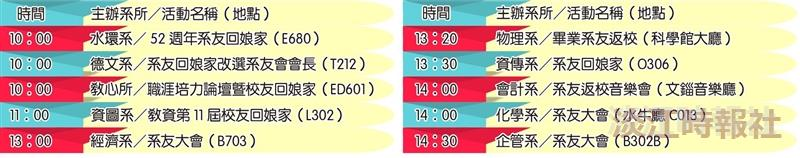 時間 主辦系所／活動名稱（地點）
10：00 水環系／52週年系友回娘家（E680）
10：00 德文系／系友回娘家改選系友會會長（T212）
10：00 教心所／職涯培力論壇暨校友回娘家（ED601）
11：00 資圖系／教資第11屆校友回娘家（L302）
13：00 經濟系／系友大會（B703）
時間 主辦系所／活動名稱（地點）
13：20 物理系／畢業系友返校（科學館大廳）
13：30 資傳系／系友回娘家（O306）
14：00 會計系／系友返校音樂會（文錙音樂廳）
14：00 化學系／系友大會（水牛廳 C013）
14：30 企管系／系友大會（B302B）
淡江時報社